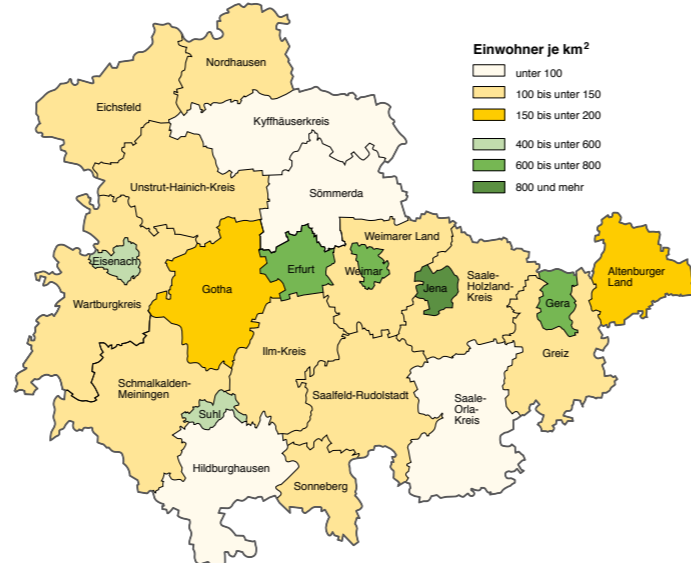 Nordhausen
Einwohner je km²
unter 100
100 bis unter 150
150 bis unter 200
400 bis unter 600
600 bis unter 800
800 und mehr
Eichsfeld
Kyffhäuserkreis
Unstrut-Hainich-Kreis
Sömmerda
Weimarer Land
Eisenach
Erfurt
Weimar
Saale-
Holzland-
Kreis
Altenburger
Land
Gotha
Jena
Gera
Wartburgkreis
Ilm-Kreis
Greiz
Schmalkalden-
Meiningen
Saalfeld-Rudolstadt
Saale-
Orla-
Kreis
Suhl
Hildburghausen
Sonneberg